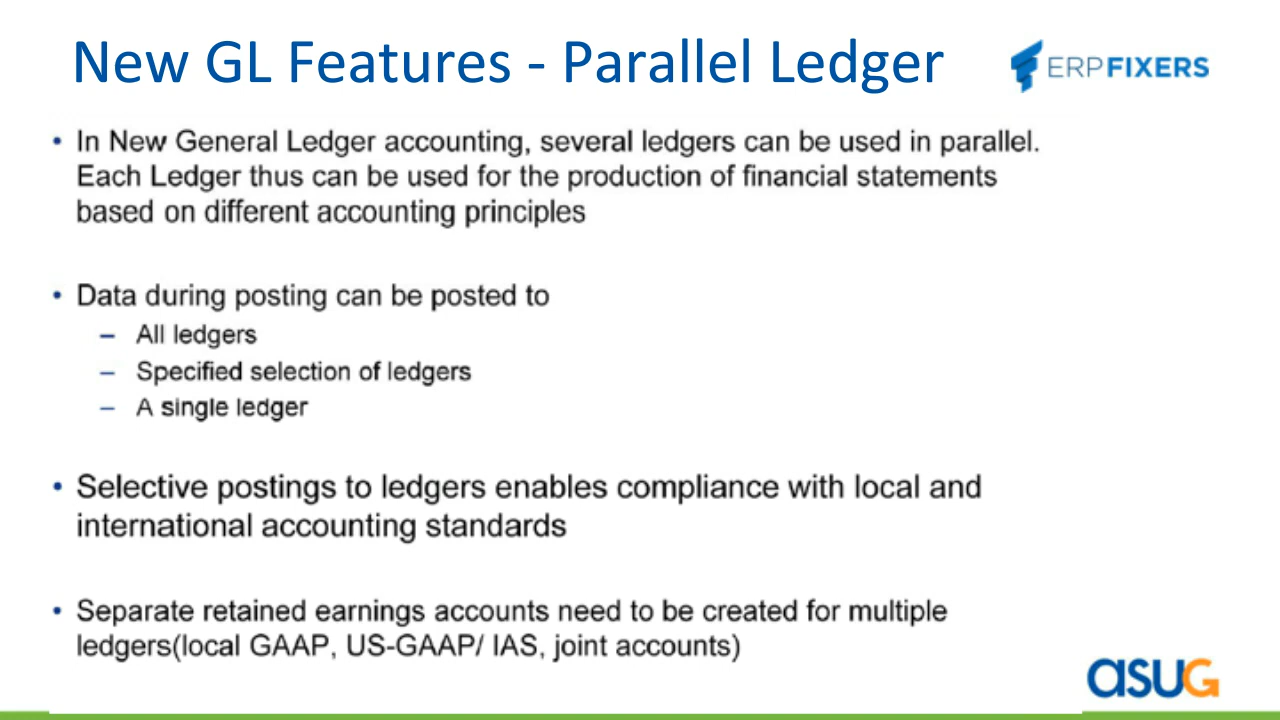 New GL Features - Parallel Ledger
ERPFIXERS
• In New General Ledger accounting, several ledgers can be used in parallel.
Each Ledger thus can be used for the production of financial statements
based on different accounting principles
• Data during posting can be posted to
– All ledgers
– Specified selection of ledgers
– A single ledger
• Selective postings to ledgers enables compliance with local and
international accounting standards
• Separate retained earnings accounts need to be created for multiple
ledgers(local GAAP, US-GAAP/ IAS, joint accounts)
asUG